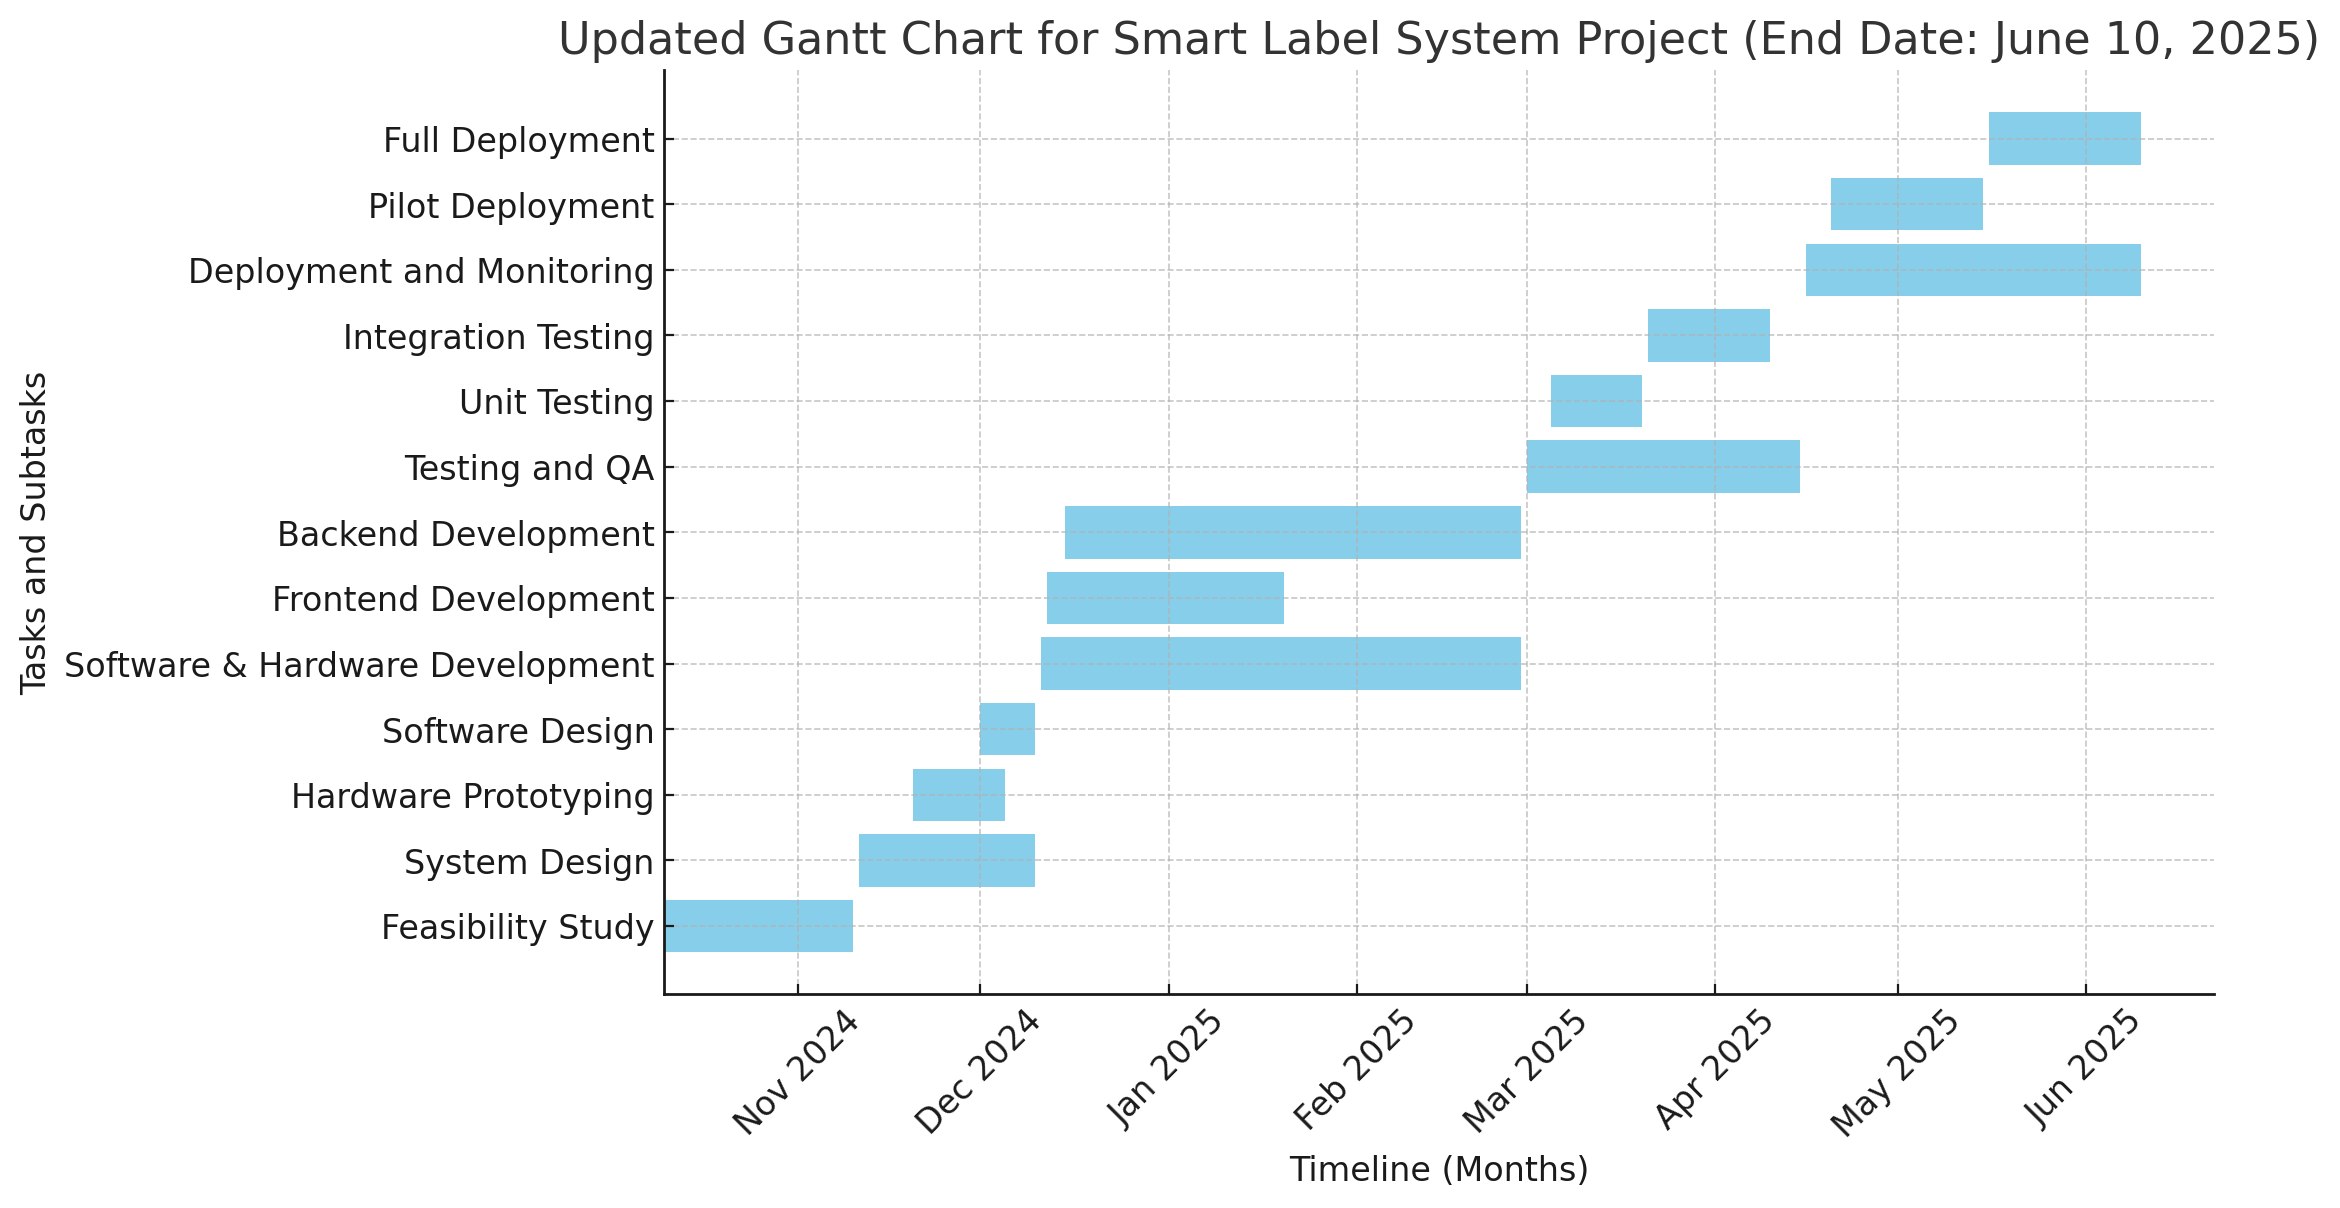 Updated Gantt Chart for Smart Label System Project (End Date: June 10, 2025)
Tasks and Subtasks
Full Deployment
Pilot Deployment
Deployment and Monitoring
Integration Testing
Unit Testing
Testing and QA
Backend Development
Frontend Development
Software & Hardware Development
Software Design
Hardware Prototyping
System Design
Feasibility Study
Nov 2024
Dec 2024
Jan 2025
Feb 2025
Mar 2025
Apr 2025
May 2025
Jun 2025
Timeline (Months)